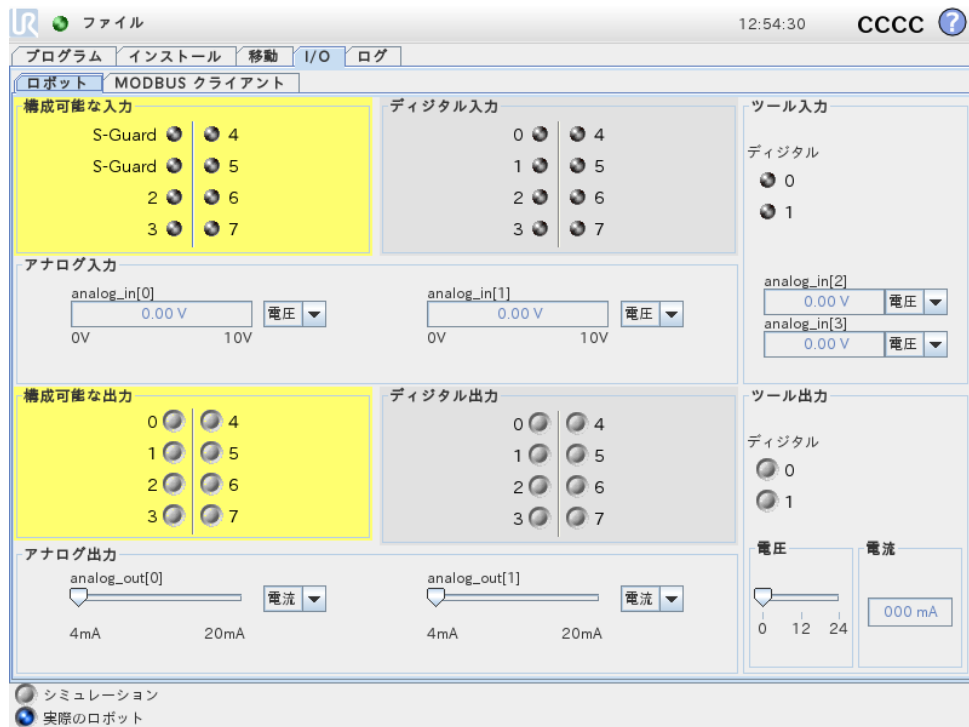 UR ファイル 12:54:30 CCCC ?
プログラム インストール 移動 I/O ログ
ロボット MODBUS クライアント
構成可能な入力
S-Guard 4
S-Guard 5
2 6
3 7
ディジタル入力
0 4
1 5
2 6
3 7
ツール入力
ディジタル
0
1
analog_in[2]
0.00 V 電圧
analog_in[3]
0.00 V 電圧
アナログ入力
analog_in[0]
0.00 V 電圧
0V 10V
analog_in[1]
0.00 V 電圧
0V 10V
構成可能な出力
0 4
1 5
2 6
3 7
ディジタル出力
0 4
1 5
2 6
3 7
ツール出力
ディジタル
0
1
電圧
0 12 24
電流
000 mA
アナログ出力
analog_out[0]
電流
4mA 20mA
analog_out[1]
電流
4mA 20mA
シミュレーション
実際のロボット